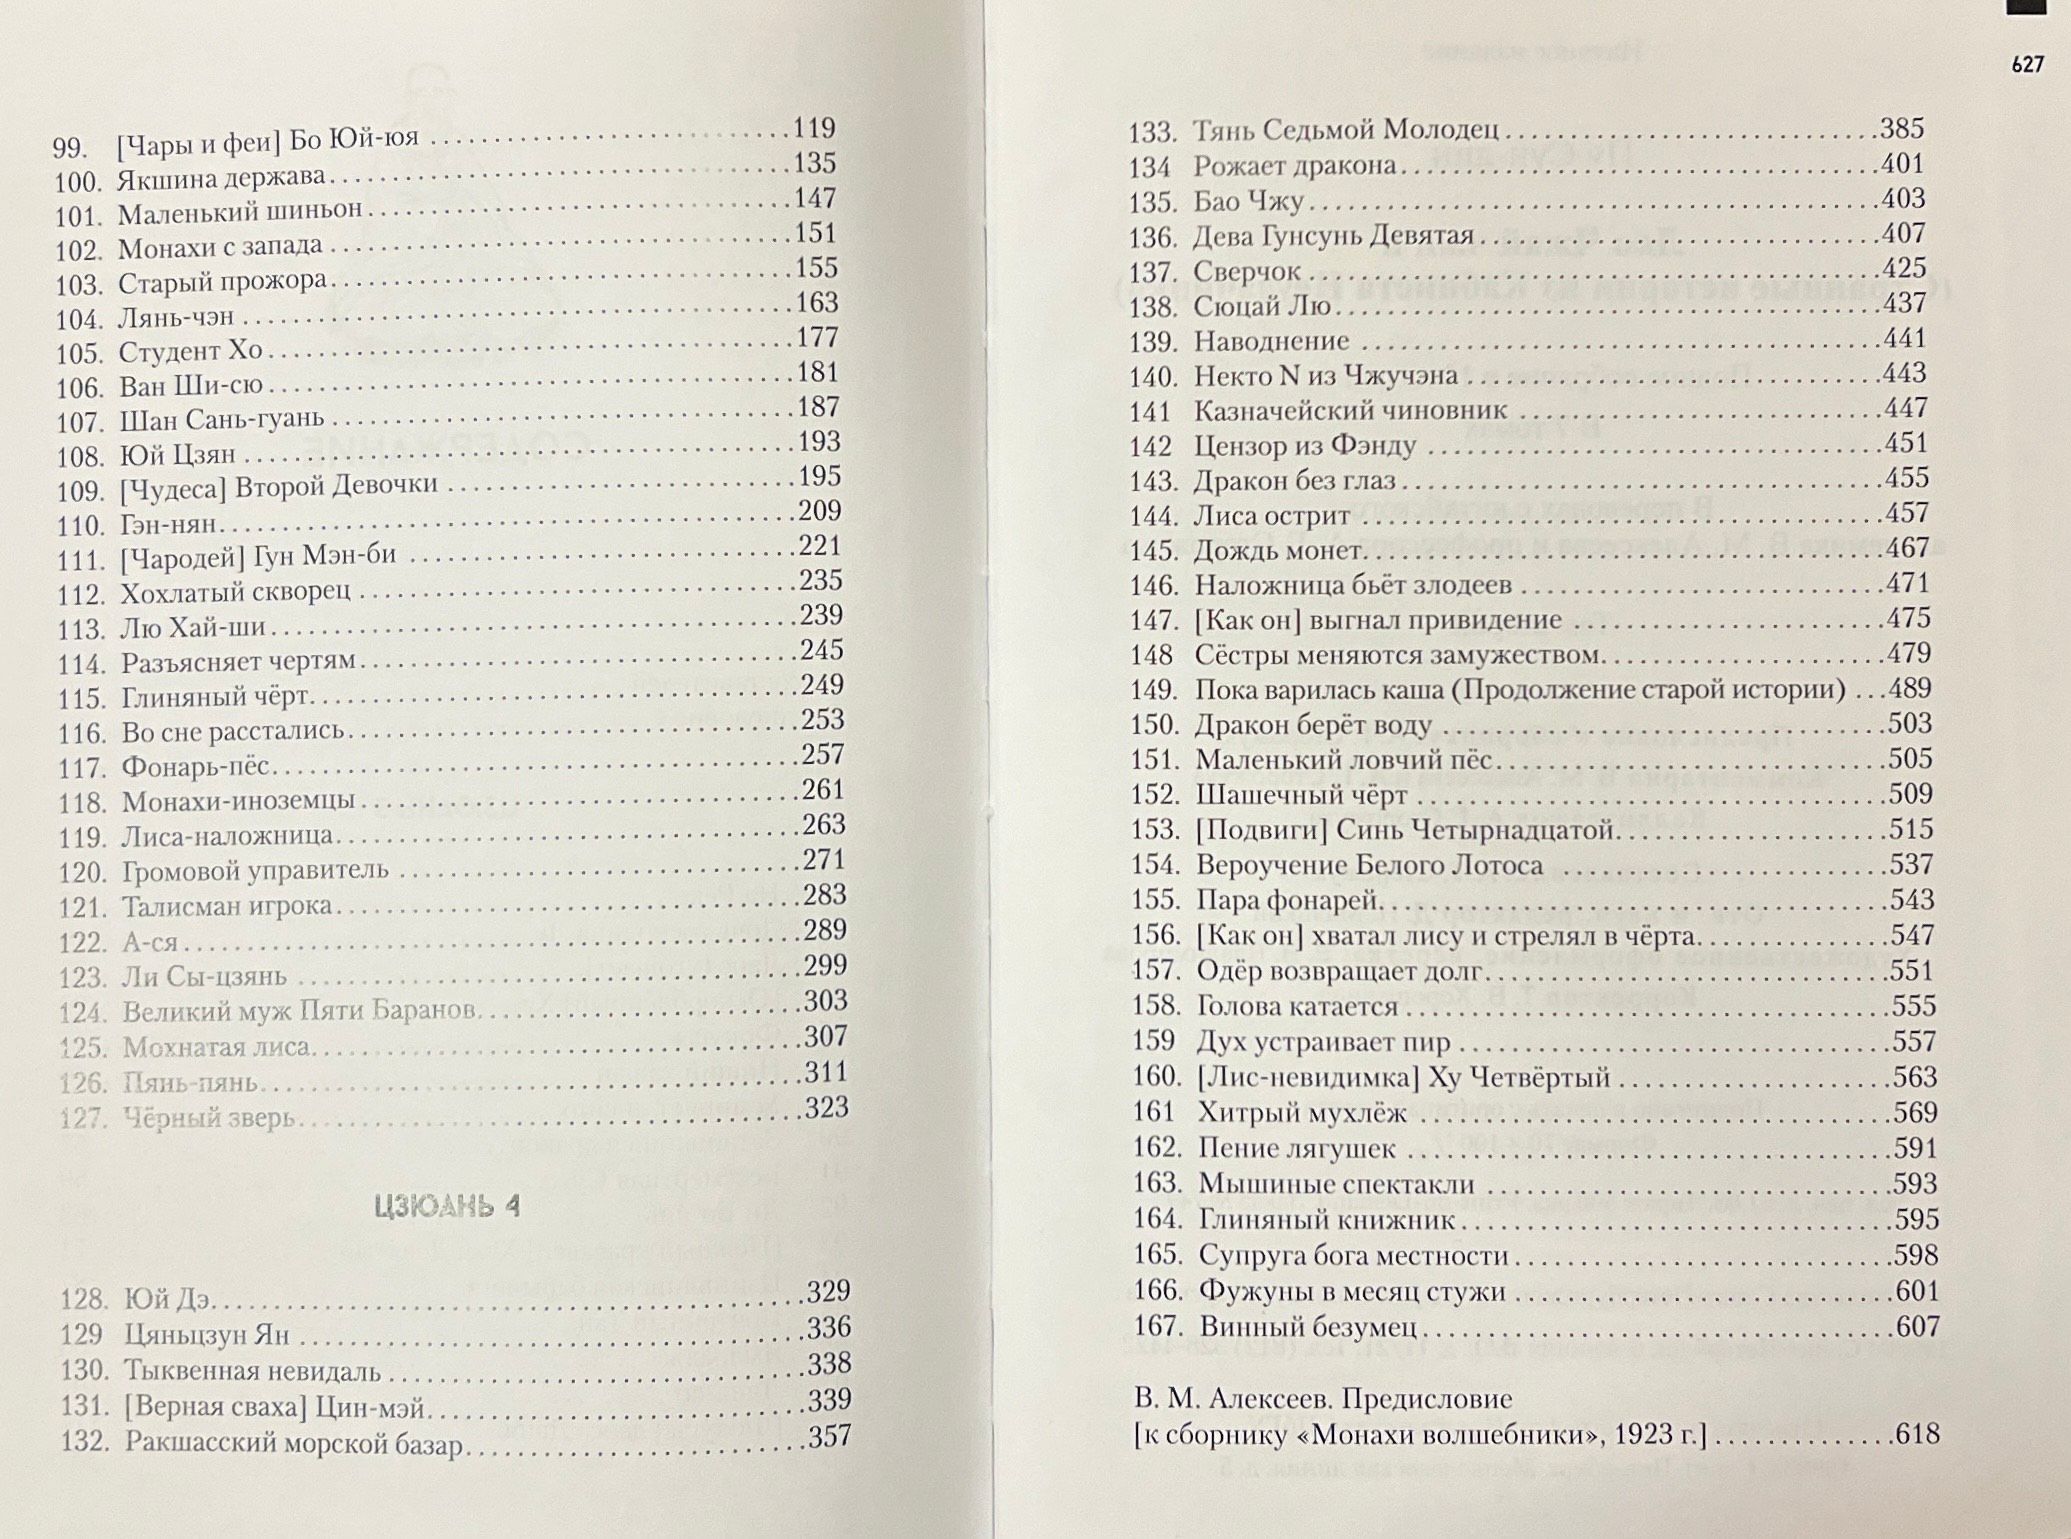 99. [Чары и феи] Бо Юй-юя ... 119
100. Якшина держава ... 135
101. Маленький шиньон ... 147
102. Монахи с запада ... 151
103. Старый прожора ... 155
104. Лянь-чэн ... 163
105. Студент Хо ... 177
106. Ван Ши-сю ... 181
107. Шан Сань-гуань ... 187
108. Юй Цзян ... 193
109. [Чудеса] Второй Девочки ... 195
110. Гэн-нян ... 209
111. [Чародей] Гун Мэн-би ... 221
112. Хохлатый скворец ... 235
113. Лю Хай-ши ... 239
114. Разъясняет чертям ... 245
115. Глиняный чёрт ... 249
116. Во сне расстались ... 253
117. Фонарь-пёс ... 257
118. Монахи-иноземцы ... 261
119. Лиса-наложница ... 263
120. Громовой управитель ... 271
121. Талисман игрока ... 283
122. А-ся ... 289
123. Ли Сы-цзянь ... 299
124. Великий муж Пяти Баранов ... 303
125. Мохнатая лиса ... 307
126. Пянь-пянь ... 311
127. Чёрный зверь ... 323
ЦЗЮАНЬ 4
128. Юй Дэ ... 329
129 Цяньцзун Ян ... 336
130. Тыквенная невидаль ... 338
131. [Верная сваха] Цин-мэй ... 339
132. Ракшасский морской базар ... 357
627
133. Тянь Седьмой Молодец ... 385
134 Рожает дракона ... 401
135. Бао Чжу ... 403
136. Дева Гунсунь Девятая ... 407
137. Сверчок ... 425
138. Сюцай Лю ... 437
139. Наводнение ... 441
140. Некто N из Чжучэна ... 443
141 Казначейский чиновник ... 447
142 Цензор из Фэнду ... 451
143. Дракон без глаз ... 455
144. Лиса острит ... 457
145. Дождь монет ... 467
146. Наложница бьёт злодеев ... 471
147. [Как он] выгнал привидение ... 475
148 Сёстры меняются замужеством ... 479
149. Пока варилась каша (Продолжение старой истории) ... 489
150. Дракон берёт воду ... 503
151. Маленький ловчий пёс ... 505
152. Шашечный чёрт ... 509
153. [Подвиги] Синь Четырнадцатой ... 515
154. Вероучение Белого Лотоса ... 537
155. Пара фонарей ... 543
156. [Как он] хватал лису и стрелял в чёрта ... 547
157. Одёр возвращает долг ... 551
158. Голова катается ... 555
159 Дух устраивает пир ... 557
160. [Лис-невидимка] Ху Четвёртый ... 563
161 Хитрый мухлёж ... 569
162. Пение лягушек ... 591
163. Мышиные спектакли ... 593
164. Глиняный книжник ... 595
165. Супруга бога местности ... 598
166. Фужуны в месяц стужи ... 601
167. Винный безумец ... 607
В. М. Алексеев. Предисловие
[к сборнику «Монахи волшебники», 1923 г.] ... 618